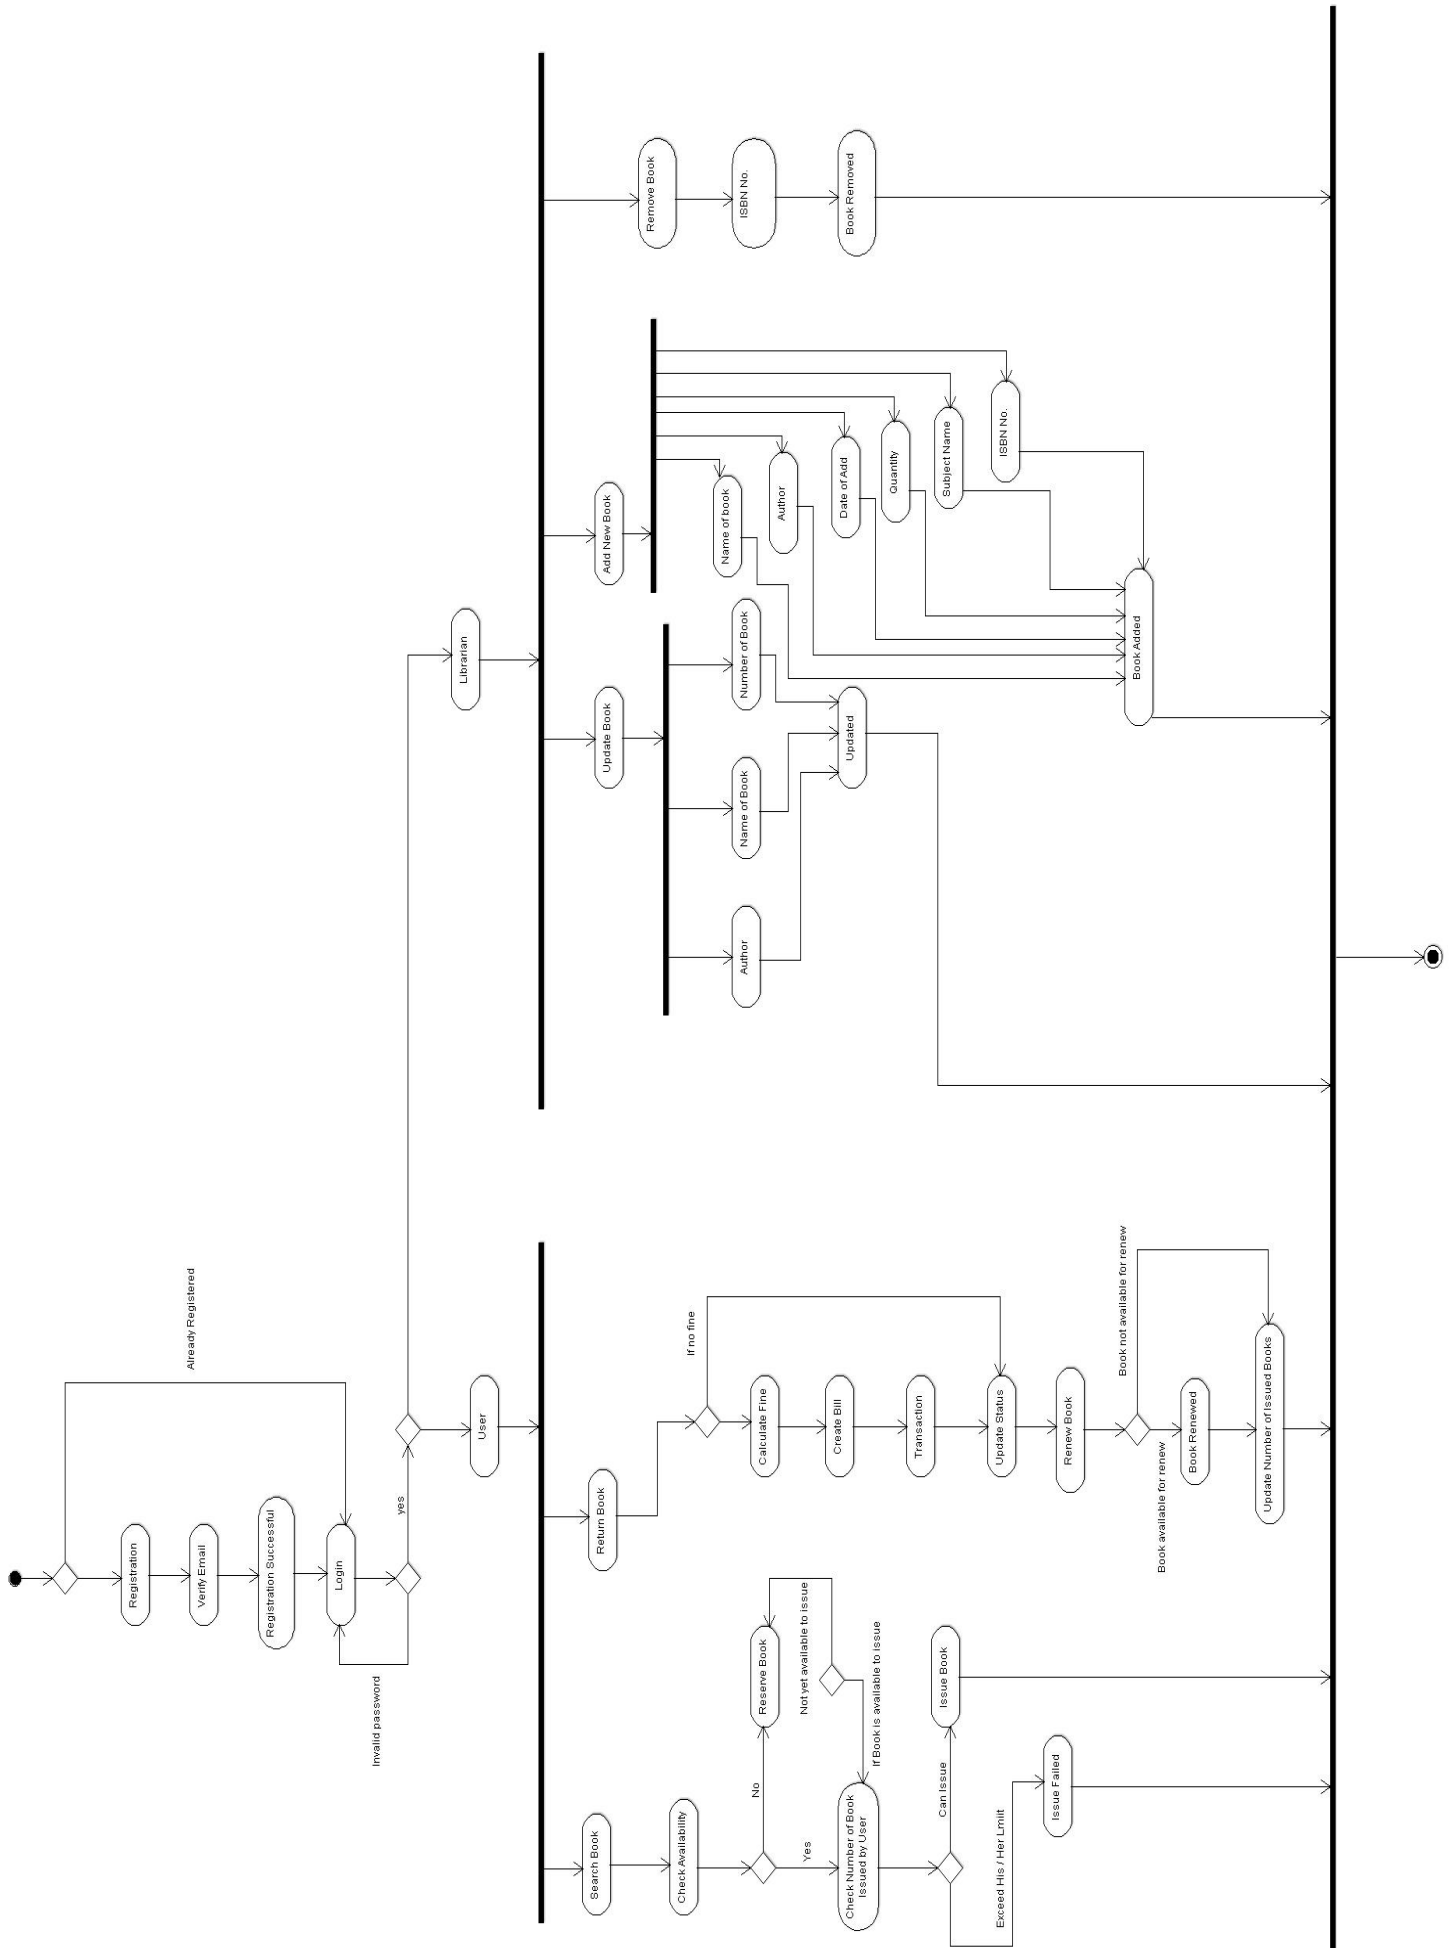 Already Registered
Registration
Verify Email
Registration Successful
Login
Invalid password
yes
User
Librarian
Search Book
Check Availability
No
Yes
Reserve Book
Not yet available to issue
If Book is available to issue
Check Number of Book
Issued by User
Can Issue
Issue Book
Exceed His / Her Lmiit
Issue Failed
Return Book
If no fine
Calculate Fine
Create Bill
Transaction
Update Status
Renew Book
Book not available for renew
Book available for renew
Book Renewed
Update Number of Issued Books
Update Book
Author
Name of Book
Number of Book
Updated
Add New Book
Name of book
Author
Date of Add
Quantity
Subject Name
ISBN No.
Book Added
Remove Book
ISBN No.
Book Removed